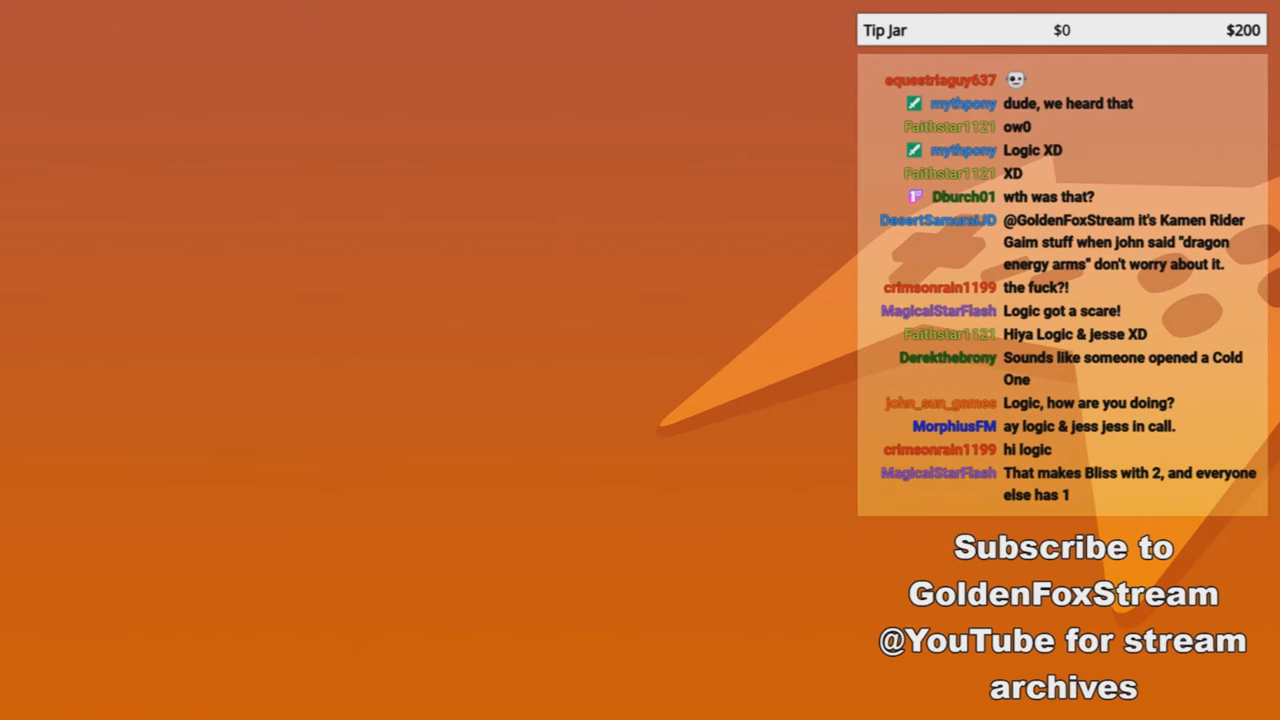 Tip Jar $0 $200
equestriaguy637
mythpony dude, we heard that
Faithstar1121 ow0
mythpony Logic XD
Faithstar1121 XD
Dburch01 wth was that?
DesertSamuraiJD @GoldenFoxStream it's Kamen Rider
Gaim stuff when john said "dragon
energy arms" don't worry about it.
crimsonrain1199 the fuck?!
MagicalStarFlash Logic got a scare!
Faithstar1121 Hiya Logic & jesse XD
Derekthebrony Sounds like someone opened a Cold
One
john_sun_games Logic, how are you doing?
MorphiusFM ay logic & jess jess in call.
crimsonrain1199 hi logic
MagicalStarFlash That makes Bliss with 2, and everyone
else has 1
Subscribe to
GoldenFoxStream
@YouTube for stream
archives